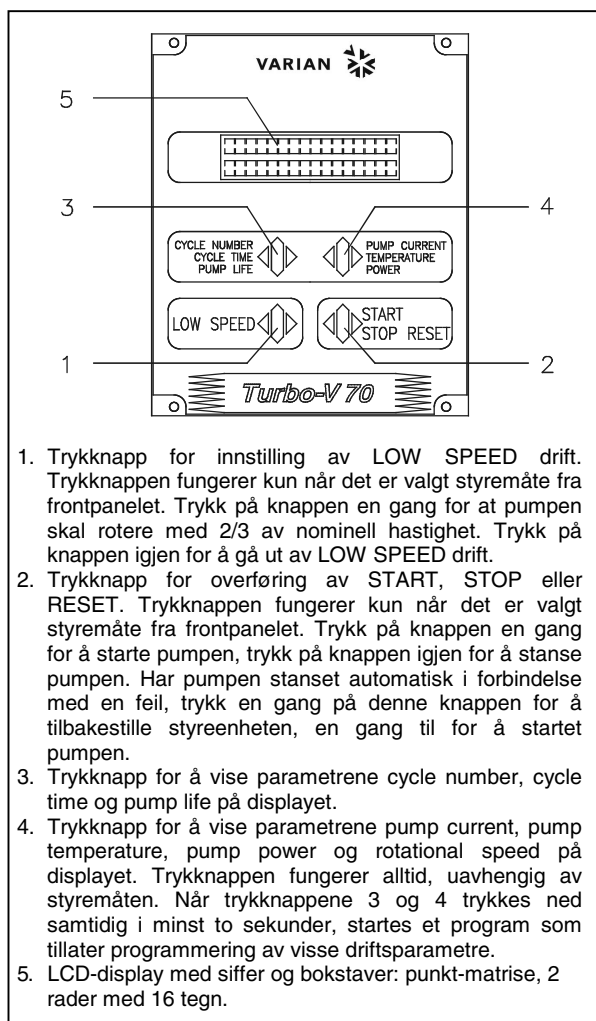 VARIAN
5
3
4
CYCLE NUMBER
CYCLE TIME
PUMP LIFE
PUMP CURRENT
TEMPERATURE
POWER
LOW SPEED
START
STOP RESET
1
2
Turbo-V 70
1. Trykknapp for innstilling av LOW SPEED drift.
Trykknappen fungerer kun når det er valgt styremåte fra
frontpanelet. Trykk på knappen en gang for at pumpen
skal rotere med 2/3 av nominell hastighet. Trykk på
knappen igjen for å gå ut av LOW SPEED drift.
2. Trykknapp for overføring av START, STOP eller
RESET. Trykknappen fungerer kun når det er valgt
styremåte fra frontpanelet. Trykk på knappen en gang
for å starte pumpen, trykk på knappen igjen for å stanse
pumpen. Har pumpen stanset automatisk i forbindelse
med en feil, trykk en gang på denne knappen for å
tilbakestille styreenheten, en gang til for å startet
pumpen.
3. Trykknapp for å vise parametrene cycle number, cycle
time og pump life på displayet.
4. Trykknapp for å vise parametrene pump current, pump
temperature, pump power og rotational speed på
displayet. Trykknappen fungerer alltid, uavhengig av
styremåten. Når trykknappene 3 og 4 trykkes ned
samtidig i minst to sekunder, startes et program som
tillater programmering av visse driftsparametre.
5. LCD-display med siffer og bokstaver: punkt-matrise, 2
rader med 16 tegn.